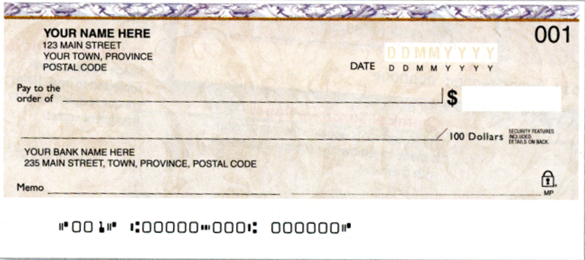 YOUR NAME HERE
123 MAIN STREET
YOUR TOWN, PROVINCE
POSTAL CODE
001
DDMMYYYY
DATE D D M M Y Y Y Y
Pay to the
order of
$
100 Dollars
SECURITY FEATURES
INCLUDED
DETAILS ON BACK
YOUR BANK NAME HERE
235 MAIN STREET, TOWN, PROVINCE, POSTAL CODE
Memo
MP
⑈001⑈ ⑆00000⑉000⑆ 000000⑈